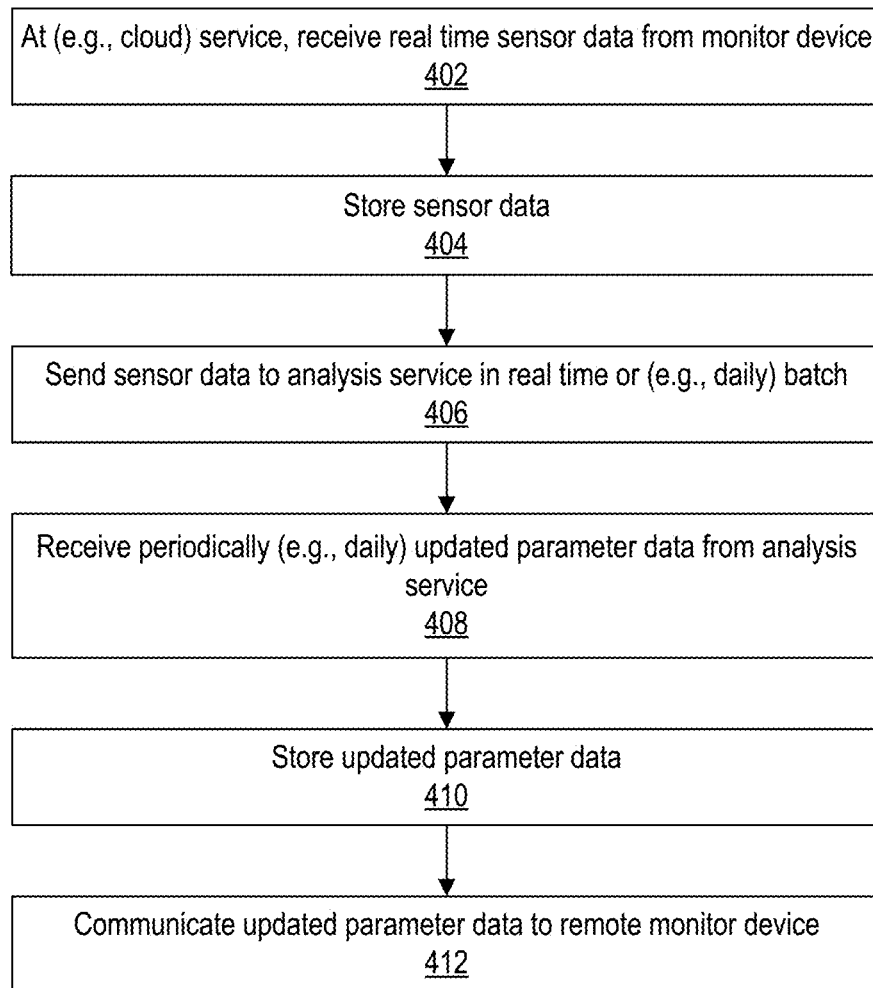 At (e.g., cloud) service, receive real time sensor data from monitor device
402
Store sensor data
404
Send sensor data to analysis service in real time or (e.g., daily) batch
406
Receive periodically (e.g., daily) updated parameter data from analysis
service
408
Store updated parameter data
410
Communicate updated parameter data to remote monitor device
412